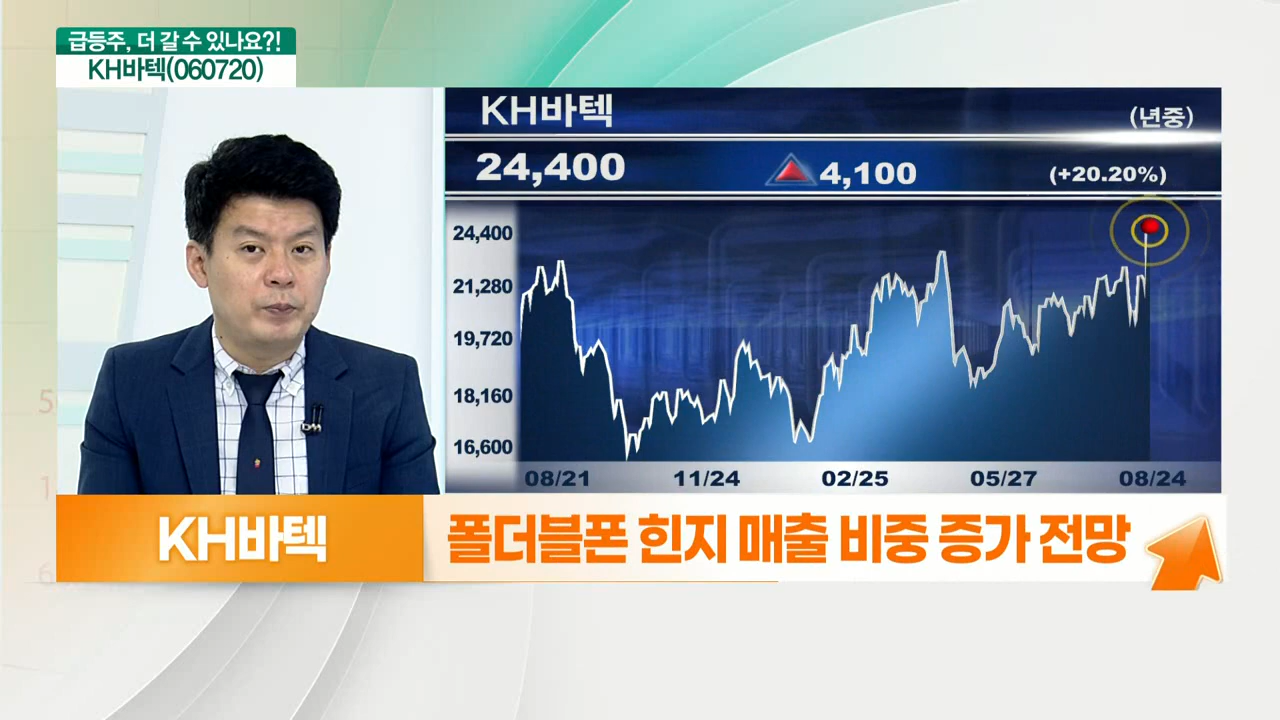 급등주, 더 갈 수 있나요?!
KH바텍(060720)
KH바텍
(년중)
24,400
4,100
(+20.20%)
24,400
21,280
19,720
18,160
16,600
08/21
11/24
02/25
05/27
08/24
KH바텍
폴더블폰 힌지 매출 비중 증가 전망